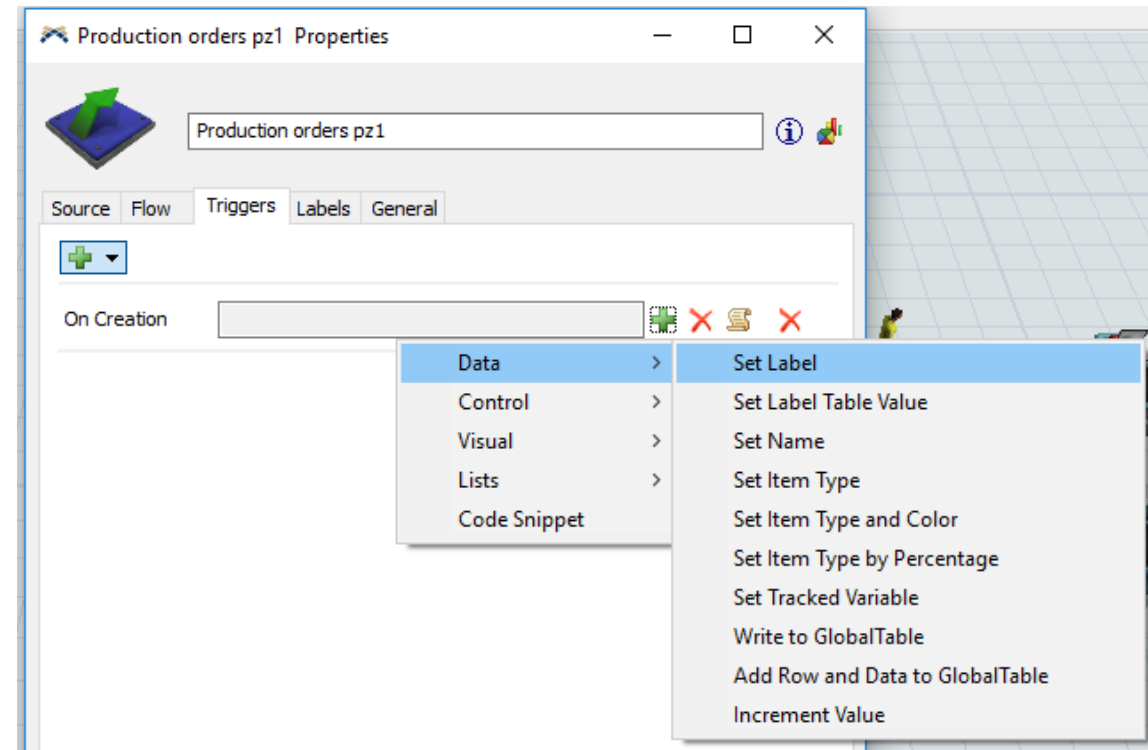 Production orders pz1 Properties
Production orders pz1
Source Flow Triggers Labels General
On Creation
Data
Control
Visual
Lists
Code Snippet
Set Label
Set Label Table Value
Set Name
Set Item Type
Set Item Type and Color
Set Item Type by Percentage
Set Tracked Variable
Write to GlobalTable
Add Row and Data to GlobalTable
Increment Value